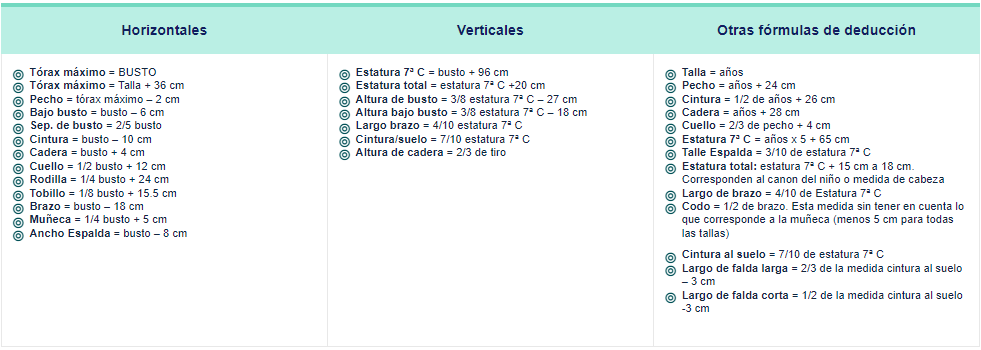 Horizontales
Tórax máximo = BUSTO
Tórax máximo = Talla + 36 cm
Pecho = tórax máximo – 2 cm
Bajo busto = busto – 6 cm
Sep. de busto = 2/5 busto
Cintura = busto – 10 cm
Cadera = busto + 4 cm
Cuello = 1/2 busto + 12 cm
Rodilla = 1/4 busto + 24 cm
Tobillo = 1/8 busto + 15.5 cm
Brazo = busto – 18 cm
Muñeca = 1/4 busto + 5 cm
Ancho Espalda = busto – 8 cm
Verticales
Estatura 7ª C = busto + 96 cm
Estatura total = estatura 7ª C +20 cm
Altura de busto = 3/8 estatura 7ª C – 27 cm
Altura bajo busto = 3/8 estatura 7ª C – 18 cm
Largo brazo = 4/10 estatura 7ª C
Cintura/suelo = 7/10 estatura 7ª C
Altura de cadera = 2/3 de tiro
Otras fórmulas de deducción
Talla = años
Pecho = años + 24 cm
Cintura = 1/2 de años + 26 cm
Cadera = años + 28 cm
Cuello = 2/3 de pecho + 4 cm
Estatura 7ª C = años x 5 + 65 cm
Talle Espalda = 3/10 de estatura 7ª C
Estatura total: estatura 7ª C + 15 cm a 18 cm.
Corresponden al canon del niño o medida de cabeza
Largo de brazo = 4/10 de Estatura 7ª C
Codo = 1/2 de brazo. Esta medida sin tener en cuenta lo
que corresponde a la muñeca (menos 5 cm para todas
las tallas)
Cintura al suelo = 7/10 de estatura 7ª C
Largo de falda larga = 2/3 de la medida cintura al suelo
– 3 cm
Largo de falda corta = 1/2 de la medida cintura al suelo
-3 cm